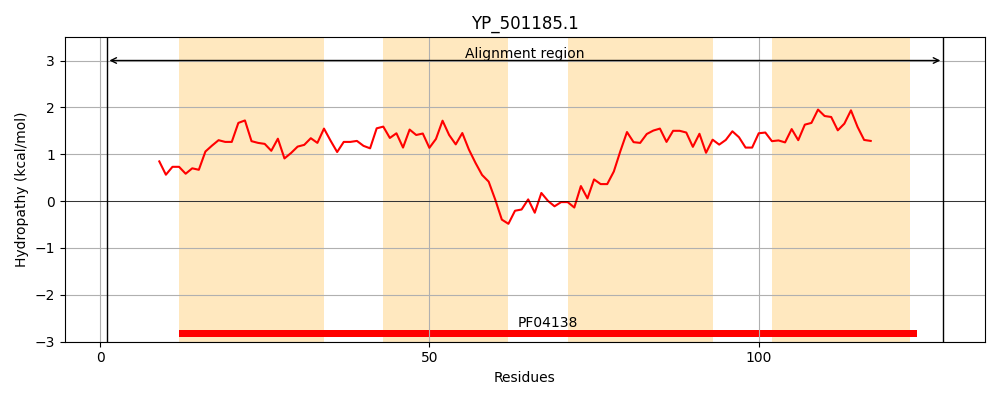 YP_501185.1
Alignment region
Hydropathy (kcal/mol)
3
2
1
0
−1
−2
−3
PF04138
0 50 100
Residues